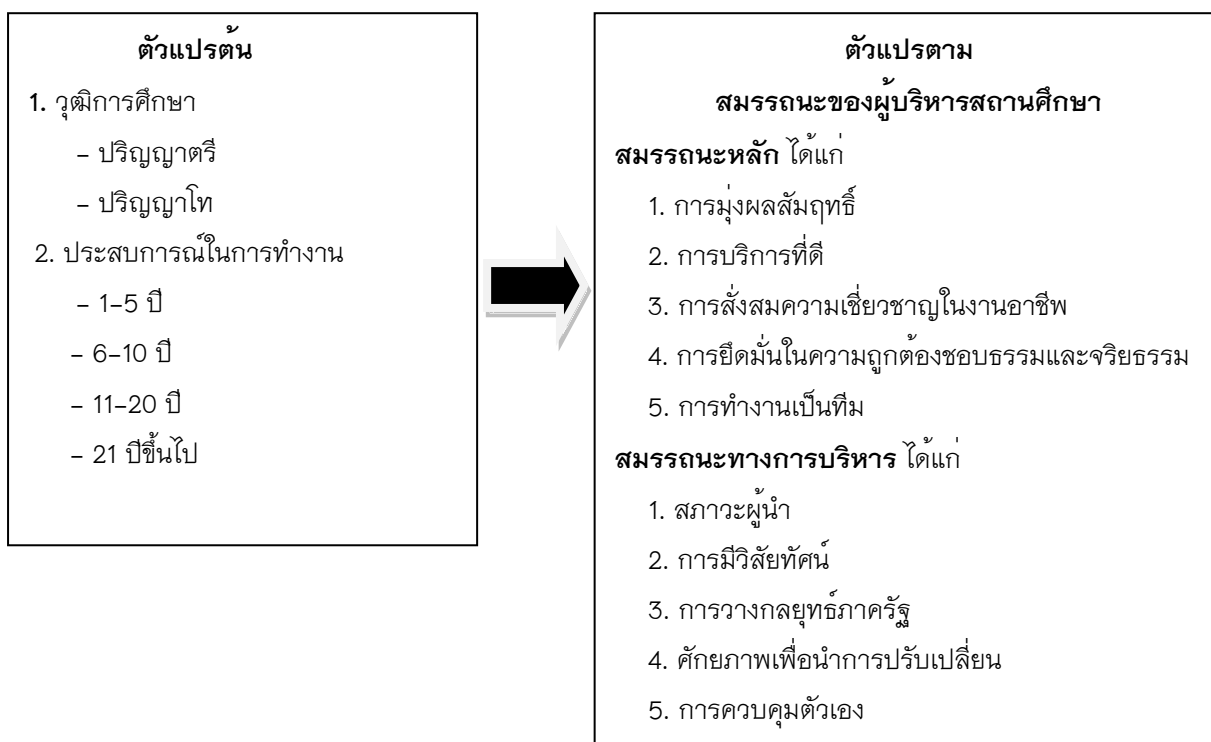 ตัวแปรต้น
1. วุฒิการศึกษา
– ปริญญาตรี
– ปริญญาโท
2. ประสบการณ์ในการทำงาน
– 1–5 ปี
– 6–10 ปี
– 11–20 ปี
– 21 ปีขึ้นไป
ตัวแปรตาม
สมรรถนะของผู้บริหารสถานศึกษา
สมรรถนะหลัก ได้แก่
1. การมุ่งผลสัมฤทธิ์
2. การบริการที่ดี
3. การสั่งสมความเชี่ยวชาญในงานอาชีพ
4. การยึดมั่นในความถูกต้องชอบธรรมและจริยธรรม
5. การทำงานเป็นทีม
สมรรถนะทางการบริหาร ได้แก่
1. สภาวะผู้นำ
2. การมีวิสัยทัศน์
3. การวางกลยุทธ์ภาครัฐ
4. ศักยภาพเพื่อนำการปรับเปลี่ยน
5. การควบคุมตัวเอง